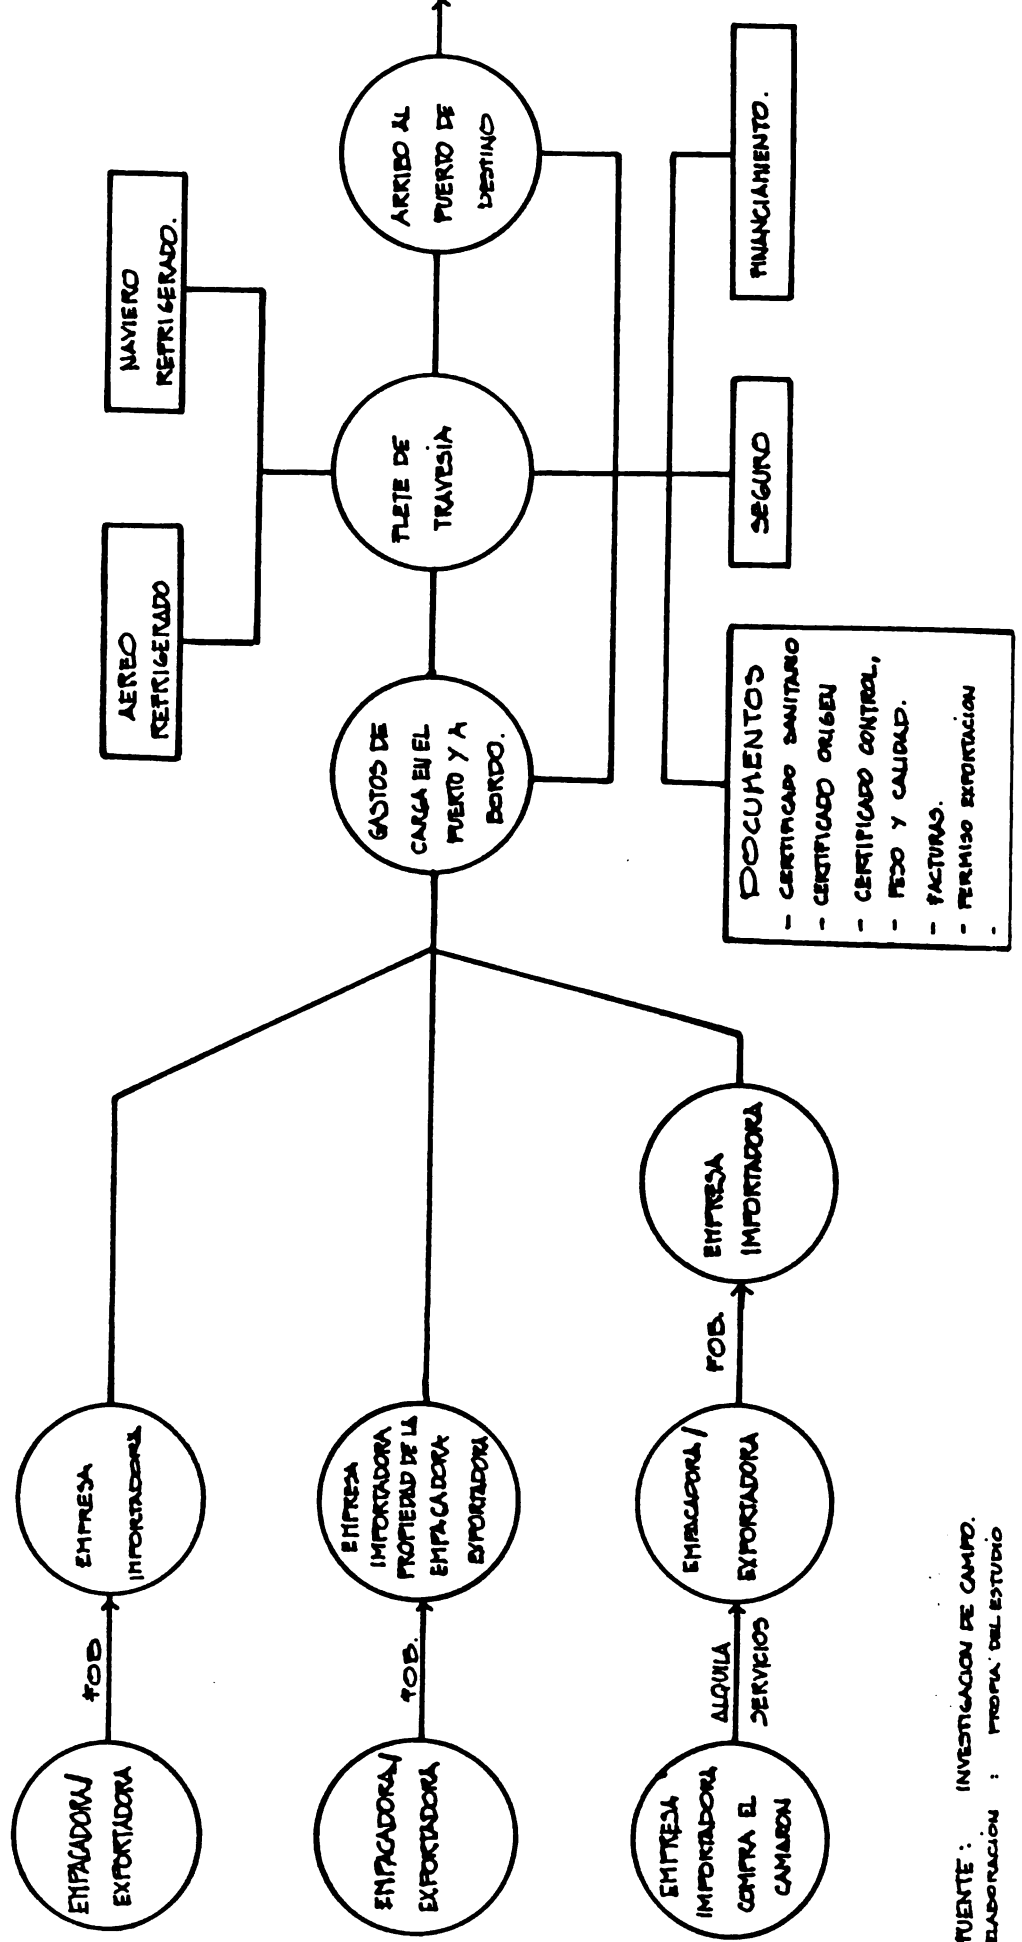 EMPACADORA/
EXPORTADORA
FOB
EMPRESA
IMPORTADORA
EMPACADORA/
EXPORTADORA
FOB.
EMPRESA
IMPORTADORA
PROPIEDAD DE LA
EMPACADORA
EXPORTADORA
EMPRESA
IMPORTADORA
COMPRA EL
CAMARON
ALQUILA
SERVICIOS
EMPACADORA/
EXPORTADORA
FOB.
EMPRESA
IMPORTADORA
GASTOS DE
CARGA EN EL
PUERTO Y A
BORDO.
FLETE DE
TRAVESIA
ARRIBO AL
PUERTO DE
DESTINO
AEREO
REFRIGERADO
NAVIERO
REFRIGERADO.
DOCUMENTOS
- CERTIFICADO SANITARIO
- CERTIFICADO ORIGEN
- CERTIFICADO CONTROL,
- PESO Y CALIDAD.
- FACTURAS.
- PERMISO EXPORTACION
-
SEGURO
FINANCIAMIENTO.
FUENTE : INVESTIGACION DE CAMPO.
ELABORACION : PROPIA DEL ESTUDIO